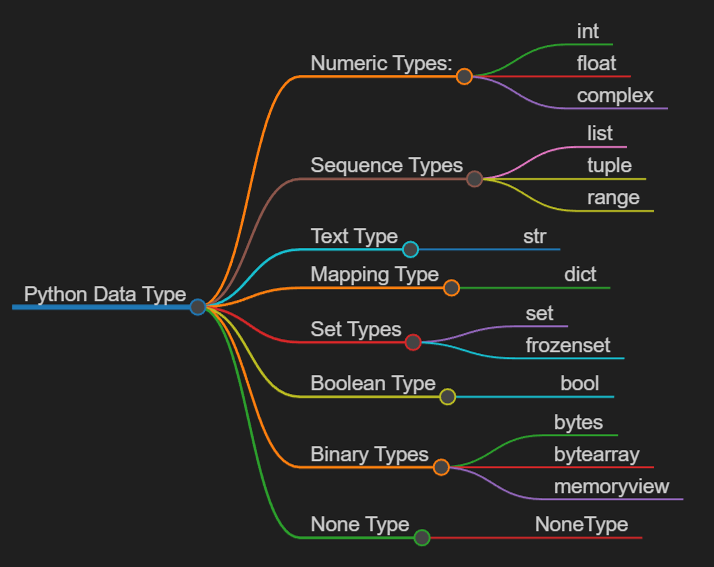 Python Data Type
Numeric Types:
int
float
complex
Sequence Types
list
tuple
range
Text Type
str
Mapping Type
dict
Set Types
set
frozenset
Boolean Type
bool
Binary Types
bytes
bytearray
memoryview
None Type
NoneType